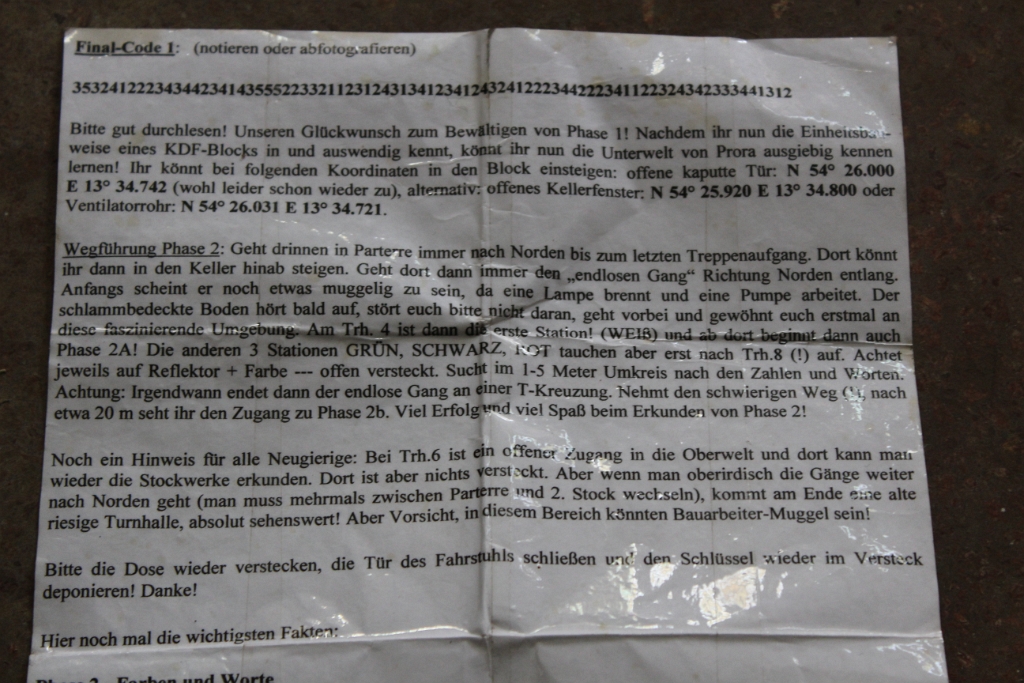 Final-Code 1: (notieren oder abfotografieren)
353241222343442341435552233211231243134123412432412223442223411223243423334 41312
Bitte gut durchlesen! Unseren Glückwunsch zum Bewältigen von Phase 1! Nachdem ihr nun die Einheitsbau-
weise eines KDF-Blocks in und auswendig kennt, könnt ihr nun die Unterwelt von Prora ausgiebig kennen
lernen! Ihr könnt bei folgenden Koordinaten in den Block einsteigen: offene kaputte Tür: N 54° 26.000
E 13° 34.742 (wohl leider schon wieder zu), alternativ: offenes Kellerfenster: N 54° 25.920 E 13° 34.800 oder
Ventilatorrohr: N 54° 26.031 E 13° 34.721.
Wegführung Phase 2: Geht drinnen in Parterre immer nach Norden bis zum letzten Treppenaufgang. Dort könnt
ihr dann in den Keller hinab steigen. Geht dort dann immer den „endlosen Gang“ Richtung Norden entlang.
Anfangs scheint er noch etwas muggelig zu sein, da eine Lampe brennt und eine Pumpe arbeitet. Der
schlammbedeckte Boden hört bald auf, stört euch bitte nicht daran, geht vorbei und gewöhnt euch erstmal an
diese faszinierende Umgebung. Am Trh. 4 ist dann die erste Station! (WEIß) und ab dort beginnt dann auch
Phase 2A! Die anderen 3 Stationen GRÜN, SCHWARZ, ROT tauchen aber erst nach Trh.8 (!) auf. Achtet
jeweils auf Reflektor + Farbe --- offen versteckt. Sucht im 1-5 Meter Umkreis nach den Zahlen und Worten.
Achtung: Irgendwann endet dann der endlose Gang an einer T-Kreuzung. Nehmt den schwierigen Weg nach
etwa 20 m seht ihr den Zugang zu Phase 2b. Viel Erfolg und viel Spaß beim Erkunden von Phase 2!
Noch ein Hinweis für alle Neugierige: Bei Trh.6 ist ein offener Zugang in die Oberwelt und dort kann man
wieder die Stockwerke erkunden. Dort ist aber nichts versteckt. Aber wenn man oberirdisch die Gänge weiter
nach Norden geht (man muss mehrmals zwischen Parterre und 2. Stock wechseln), kommt am Ende eine alte
riesige Turnhalle, absolut sehenswert! Aber Vorsicht, in diesem Bereich könnten Bauarbeiter-Muggel sein!
Bitte die Dose wieder verstecken, die Tür des Fahrstuhls schließen und den Schlüssel wieder im Versteck
deponieren! Danke!
Hier noch mal die wichtigsten Fakten:
Phase 2 Farben und Worte